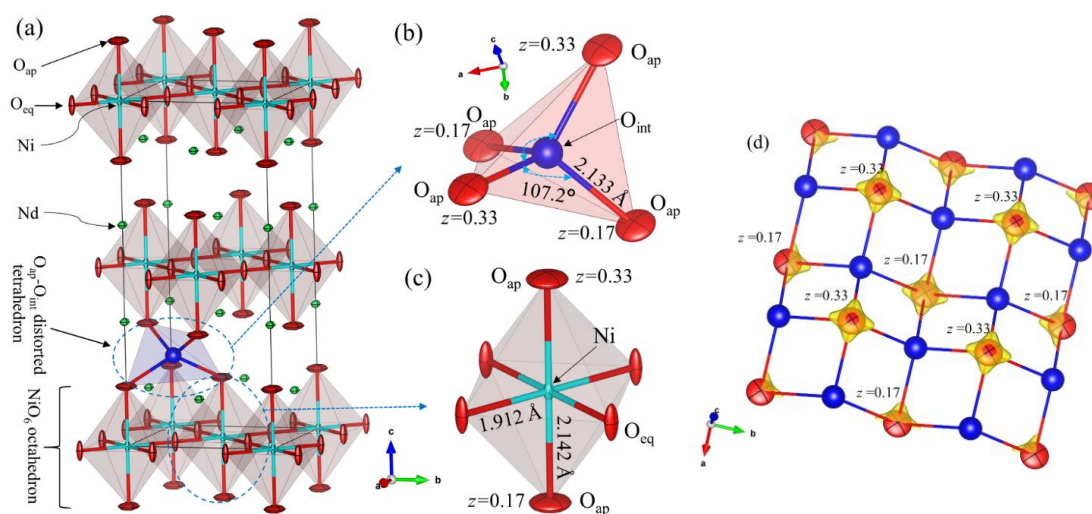 (a)
O_ap
O_eq
Ni
Nd
O_ap-O_int distorted
tetrahedron
NiO_6 octahedron
c
a
b
(b)
z=0.33
O_ap
c
a
b
O_ap
O_int
z=0.17
2.133 Å
107.2°
O_ap
z=0.33
O_ap
z=0.17
(c)
O_ap
z=0.33
Ni
1.912 Å
2.142 Å
O_eq
z=0.17
O_ap
(d)
z=0.33
z=0.33
z=0.17
z=0.17
z=0.33
z=0.17
z=0.33
z=0.17
c
b
a